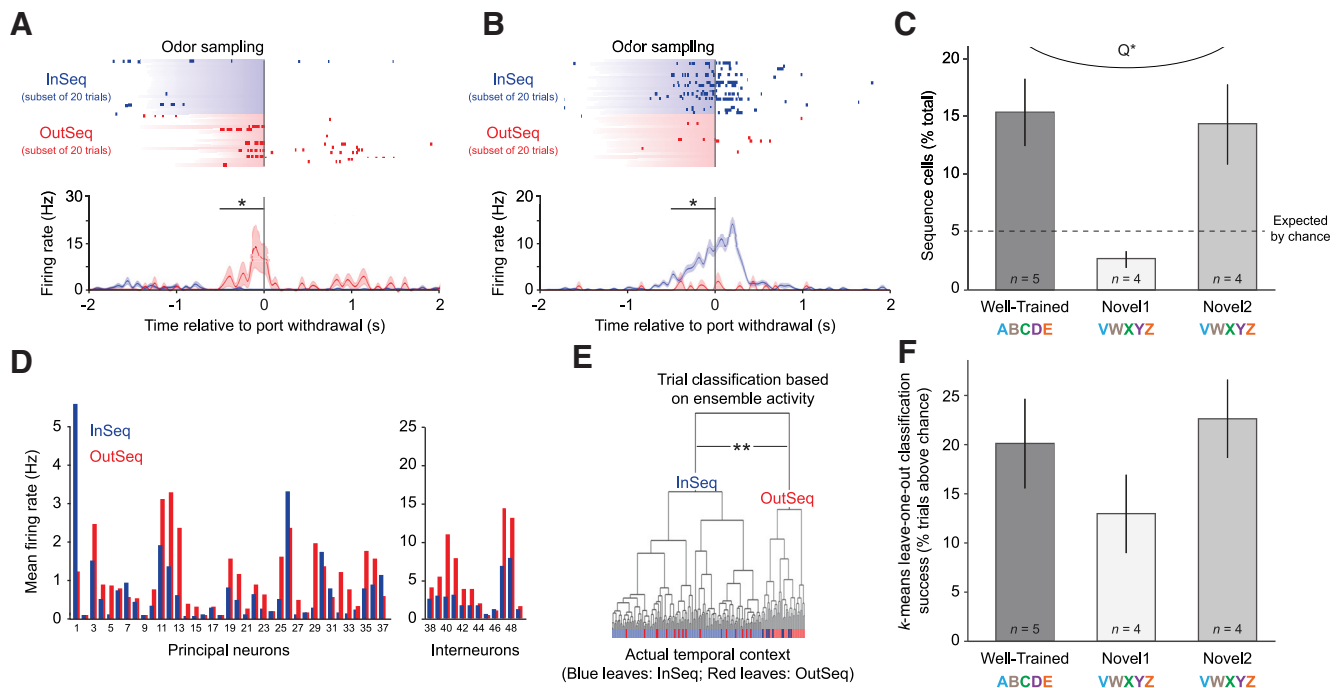 A
Odor sampling
InSeq
(subset of 20 trials)
OutSeq
(subset of 20 trials)
Firing rate (Hz)
30
15
0
*
-2
-1
0
1
2
Time relative to port withdrawal (s)
B
Odor sampling
InSeq
(subset of 20 trials)
OutSeq
(subset of 20 trials)
Firing rate (Hz)
20
10
0
*
-2
-1
0
1
2
Time relative to port withdrawal (s)
C
Q*
Sequence cells (% total)
20
15
10
5
0
Expected
by chance
n = 5
n = 4
n = 4
Well-Trained
Novel1
Novel2
ABCDE
VWXYZ
VWXYZ
D
InSeq
OutSeq
Mean firing rate (Hz)
5
4
3
2
1
0
1 3 5 7 9 11 13 15 17 19 21 23 25 27 29 31 33 35 37
Principal neurons
25
20
15
10
5
0
38 40 42 44 46 48
Interneurons
E
Trial classification based
on ensemble activity
**
InSeq
OutSeq
Actual temporal context
(Blue leaves: InSeq; Red leaves: OutSeq)
F
k-means leave-one-out classification
success (% trials above chance)
25
20
15
10
5
0
n = 5
n = 4
n = 4
Well-Trained
Novel1
Novel2
ABCDE
VWXYZ
VWXYZ